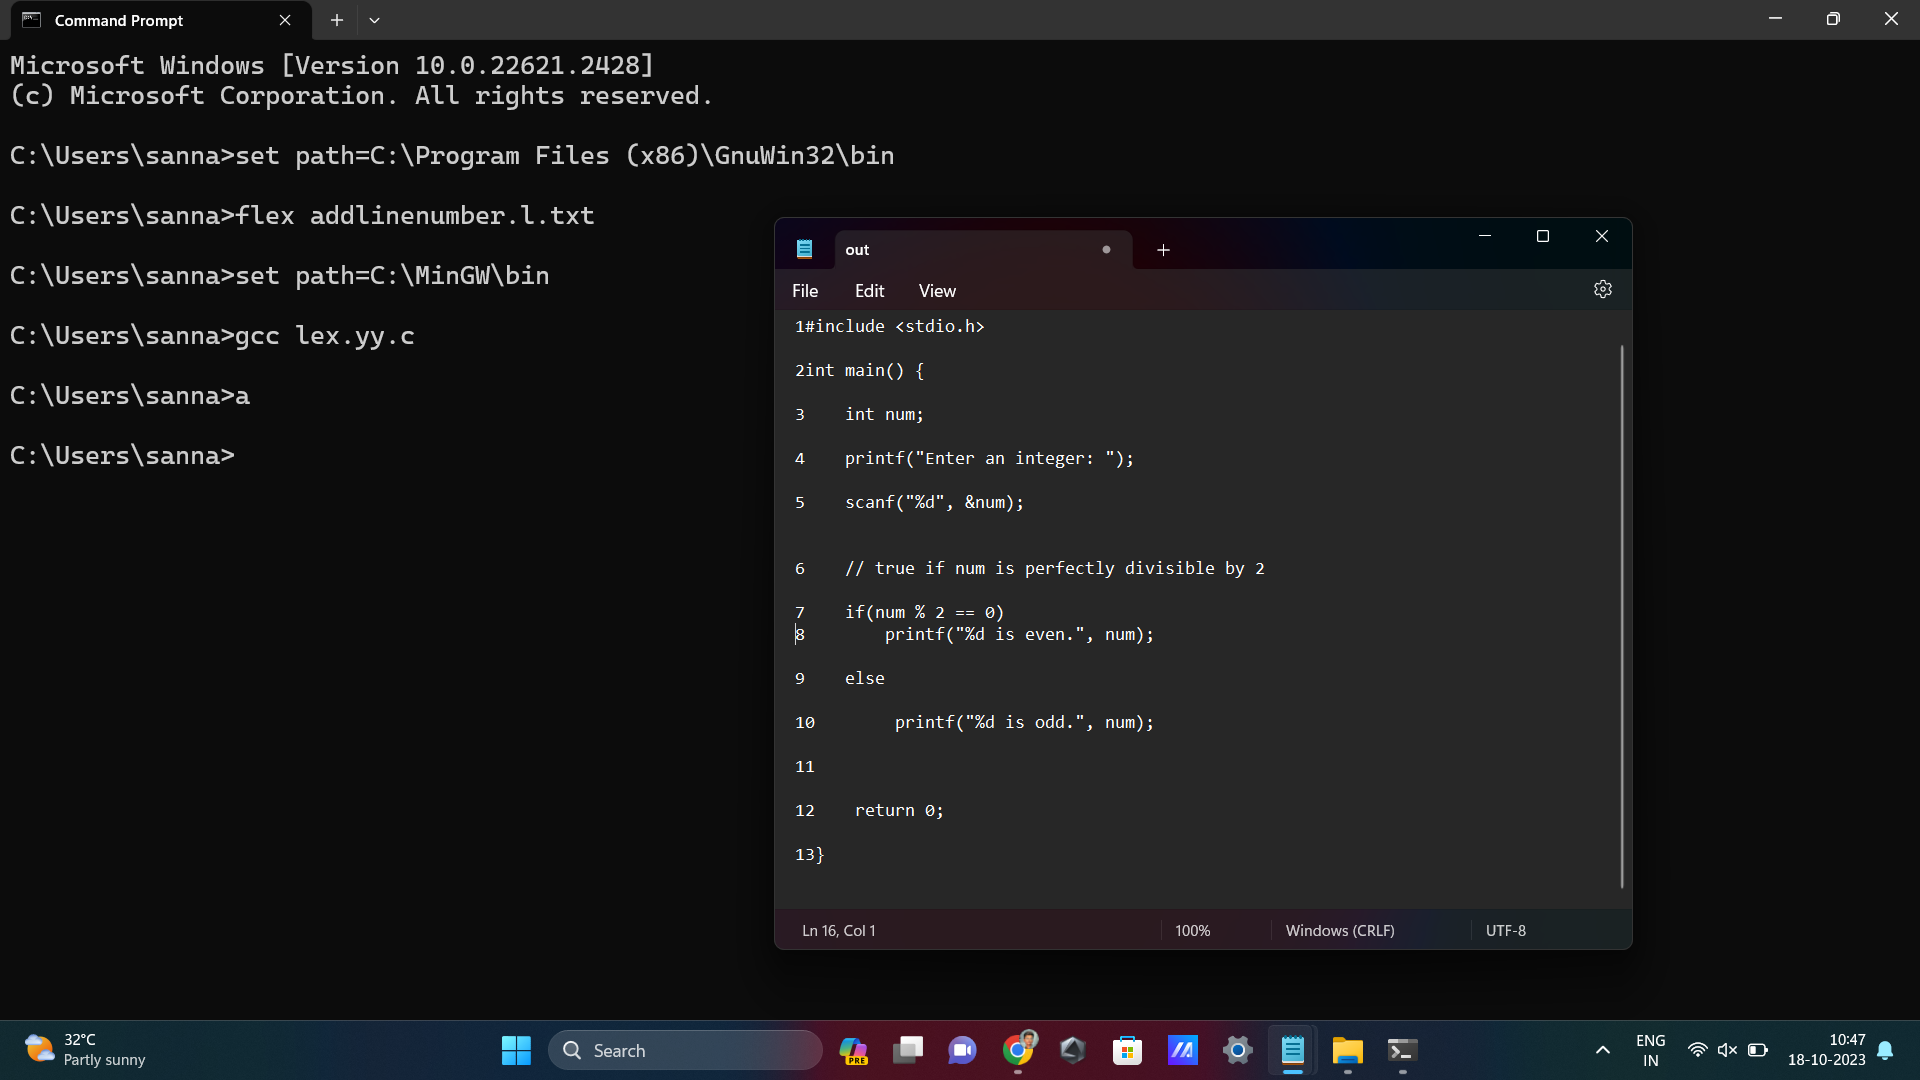 Command Prompt
Microsoft Windows [Version 10.0.22621.2428]
(c) Microsoft Corporation. All rights reserved.
C:\Users\sanna>set path=C:\Program Files (x86)\GnuWin32\bin
C:\Users\sanna>flex addlinenumber.l.txt
C:\Users\sanna>set path=C:\MinGW\bin
C:\Users\sanna>gcc lex.yy.c
C:\Users\sanna>a
C:\Users\sanna>
out
File Edit View
1#include <stdio.h>
2int main() {
3    int num;
4    printf("Enter an integer: ");
5    scanf("%d", &num);
6    // true if num is perfectly divisible by 2
7    if(num % 2 == 0)
8        printf("%d is even.", num);
9    else
10        printf("%d is odd.", num);
11
12    return 0;
13}
Ln 16, Col 1 100% Windows (CRLF) UTF-8
32°C
Partly sunny
Search
PRE
ENG
IN
10:47
18-10-2023